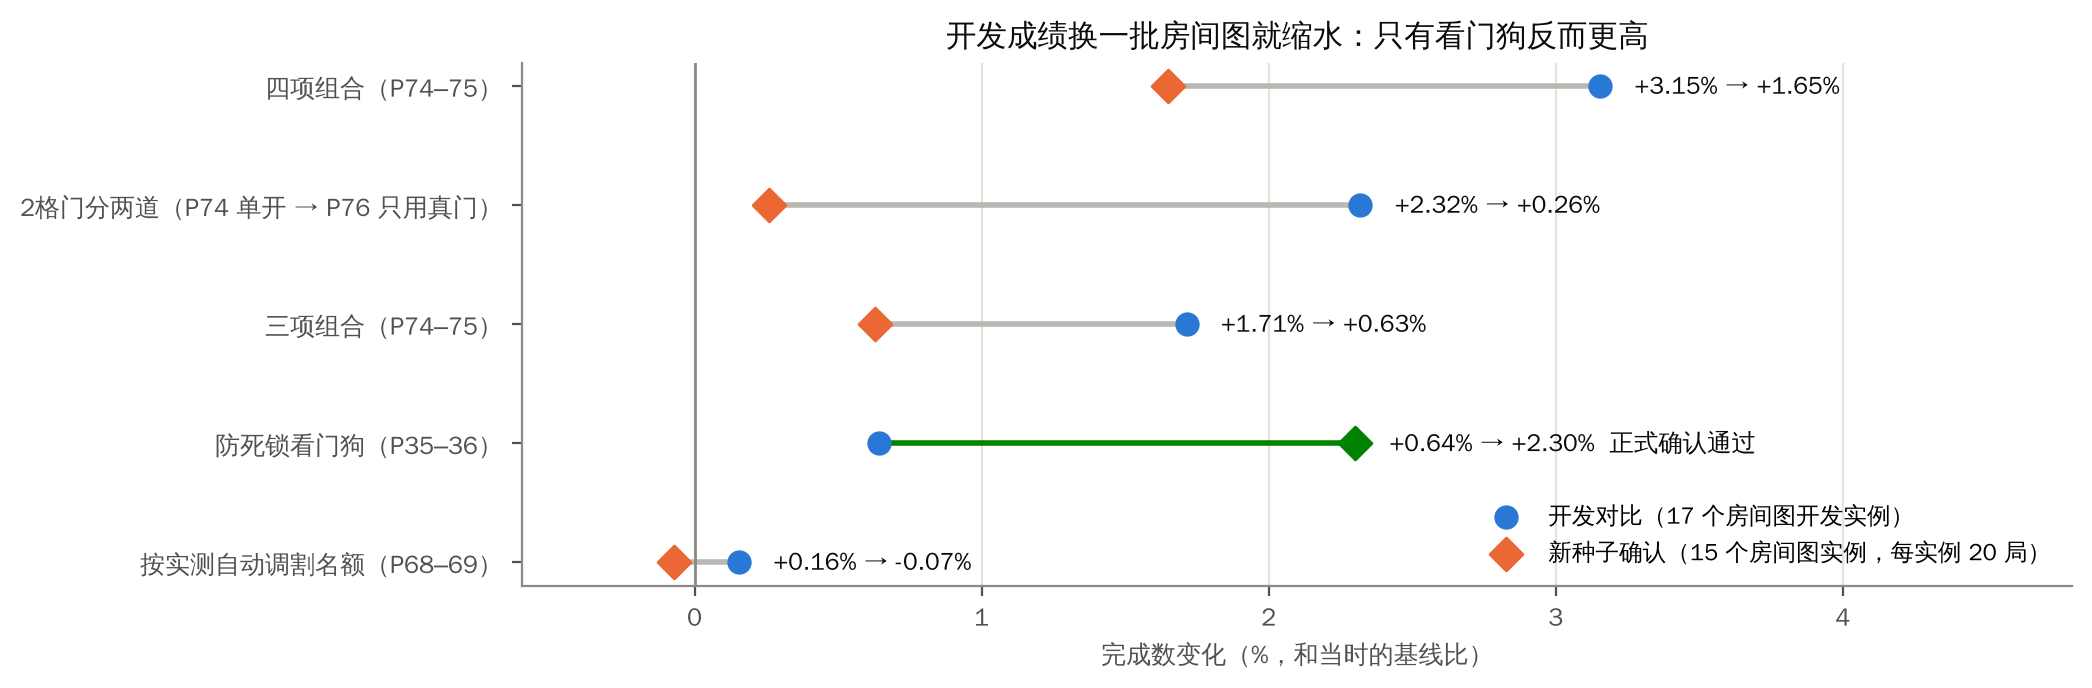 开发成绩换一批房间图就缩水：只有看门狗反而更高
四项组合（P74–75）
+3.15% → +1.65%
2格门分两道（P74 单开 → P76 只用真门）
+2.32% → +0.26%
三项组合（P74–75）
+1.71% → +0.63%
防死锁看门狗（P35–36）
+0.64% → +2.30% 正式确认通过
按实测自动调割名额（P68–69）
+0.16% → -0.07%
开发对比（17 个房间图开发实例）
新种子确认（15 个房间图实例，每实例 20 局）
0 1 2 3 4
完成数变化（%，和当时的基线比）